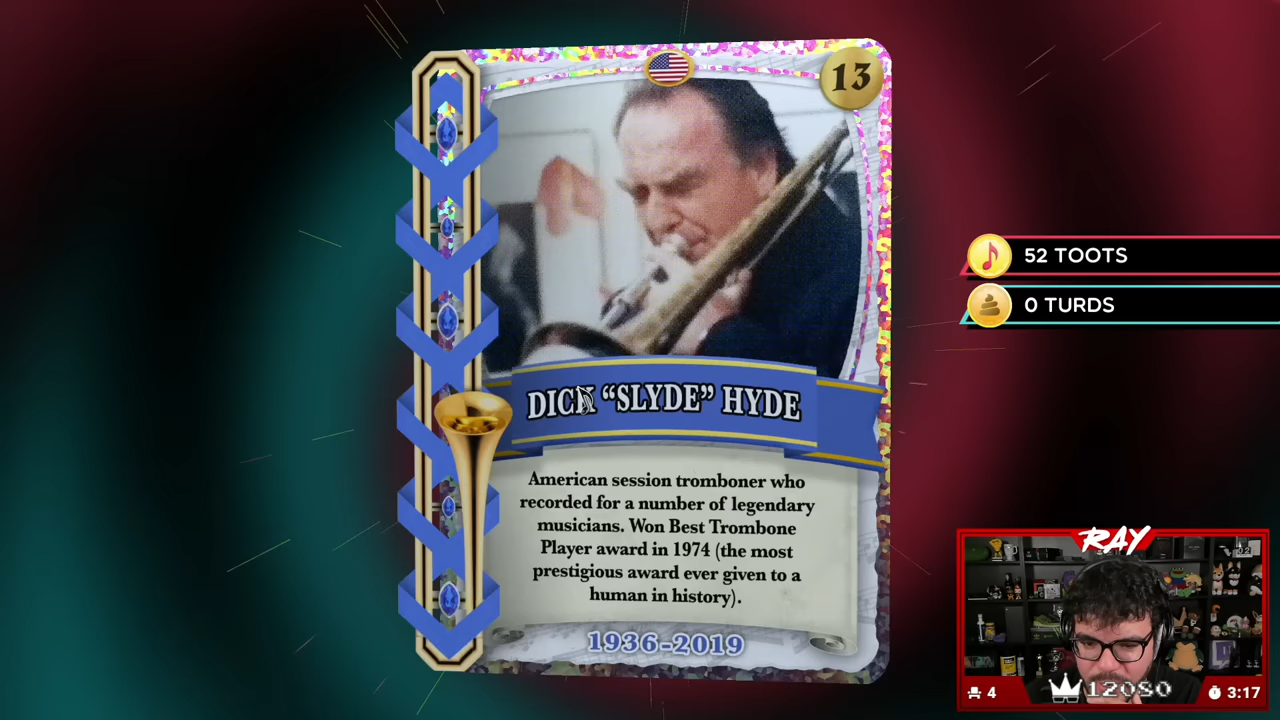 13
DICK “SLYDE” HYDE
American session tromboner who
recorded for a number of legendary
musicians. Won Best Trombone
Player award in 1974 (the most
prestigious award ever given to a
human in history).
1936-2019
52 TOOTS
0 TURDS
RAY
4
12080
3:17